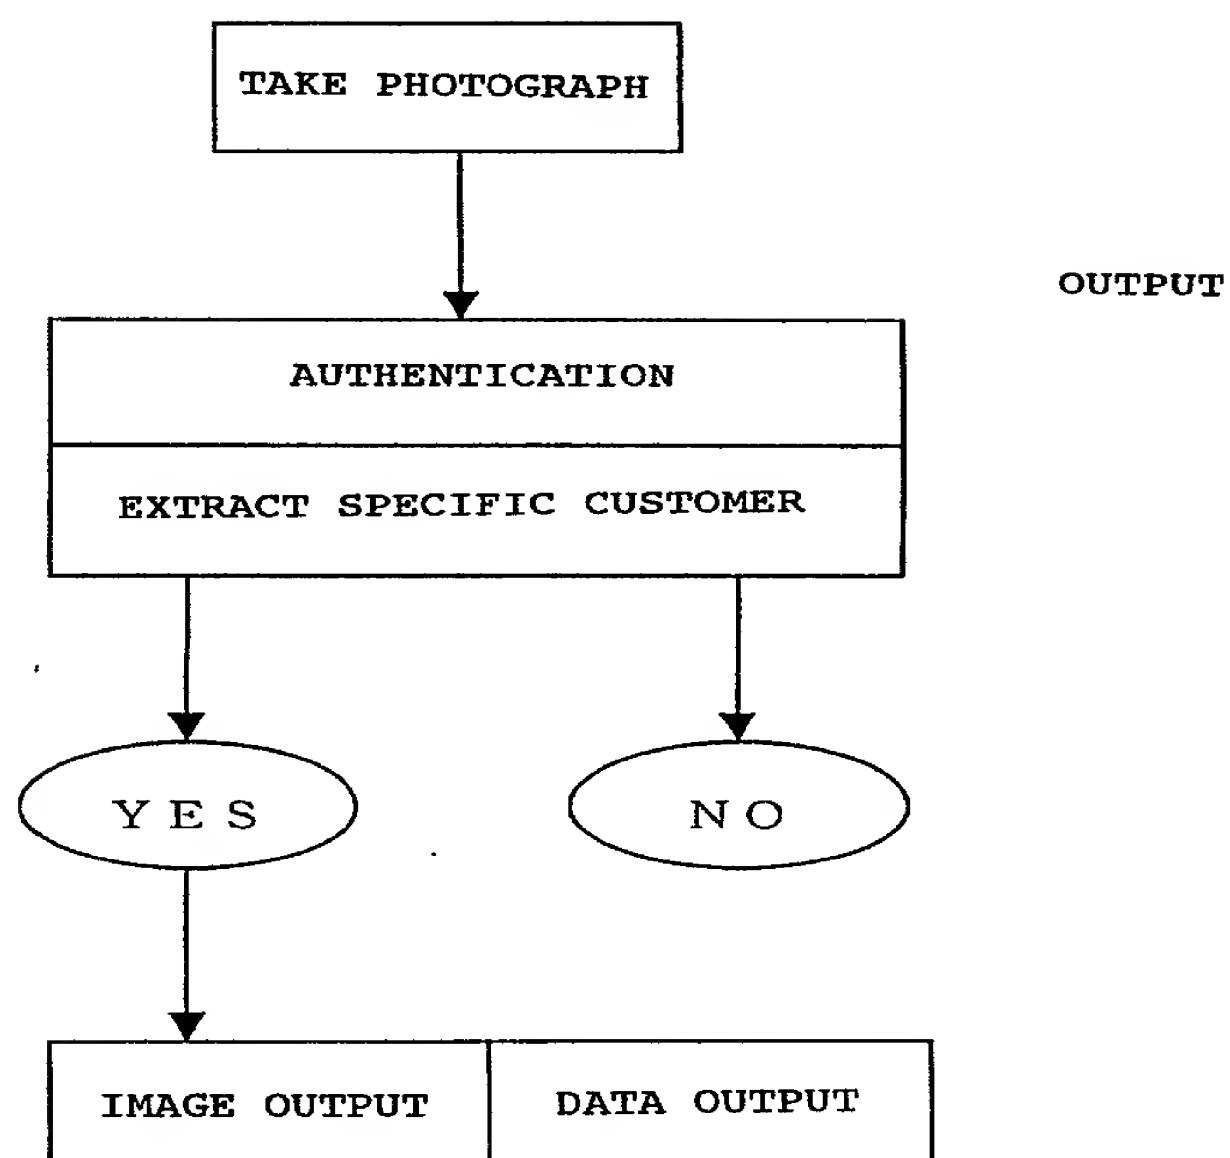 TAKE PHOTOGRAPH
OUTPUT
AUTHENTICATION
EXTRACT SPECIFIC CUSTOMER
YES
NO
IMAGE OUTPUT
DATA OUTPUT